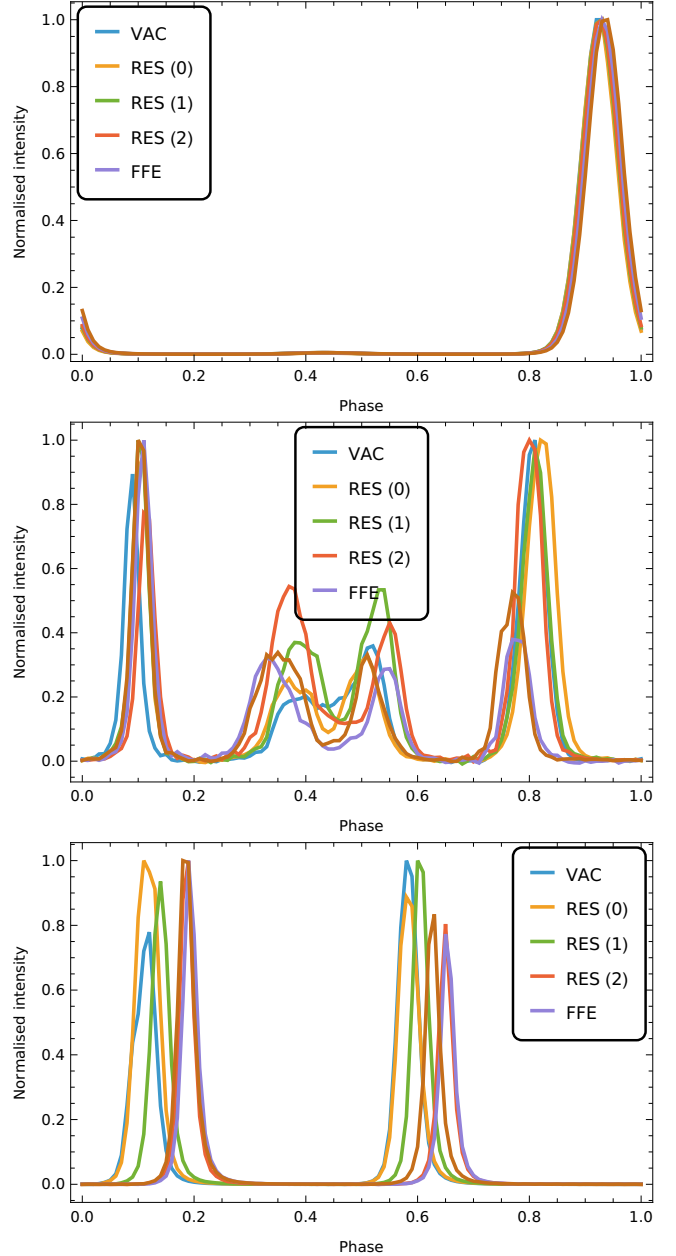 1.0
0.8
0.6
0.4
0.2
0.0
Normalised intensity
VAC
RES (0)
RES (1)
RES (2)
FFE
0.0 0.2 0.4 0.6 0.8 1.0
Phase
1.0
0.8
0.6
0.4
0.2
0.0
Normalised intensity
VAC
RES (0)
RES (1)
RES (2)
FFE
0.0 0.2 0.4 0.6 0.8 1.0
Phase
1.0
0.8
0.6
0.4
0.2
0.0
Normalised intensity
VAC
RES (0)
RES (1)
RES (2)
FFE
0.0 0.2 0.4 0.6 0.8 1.0
Phase